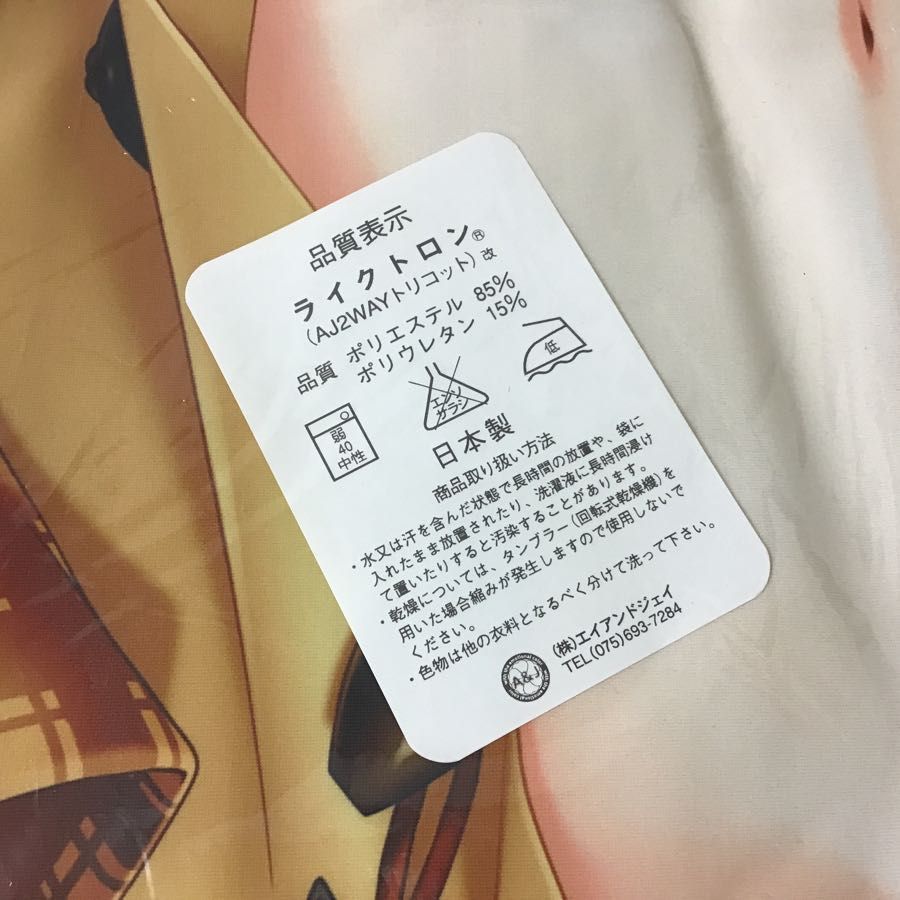 品質表示
ライクトロン®
(AJ2WAYトリコット)改
品質 ポリエステル 85%
ポリウレタン 15%
弱
40
中性
エンソ
サラシ
低
日本製
商品取り扱い方法
・水又は汗を含んだ状態で長時間の放置や、袋に
入れたまま放置されたり、洗濯液に長時間浸け
て置いたりすると汚染することがあります。
・乾燥については、タンブラー(回転式乾燥機)を
用いた場合縮みが発生しますので使用しないで
ください。
・色物は他の衣料となるべく分けて洗って下さい。
A&J
(株)エイアンドジェイ
TEL(075)693-7284